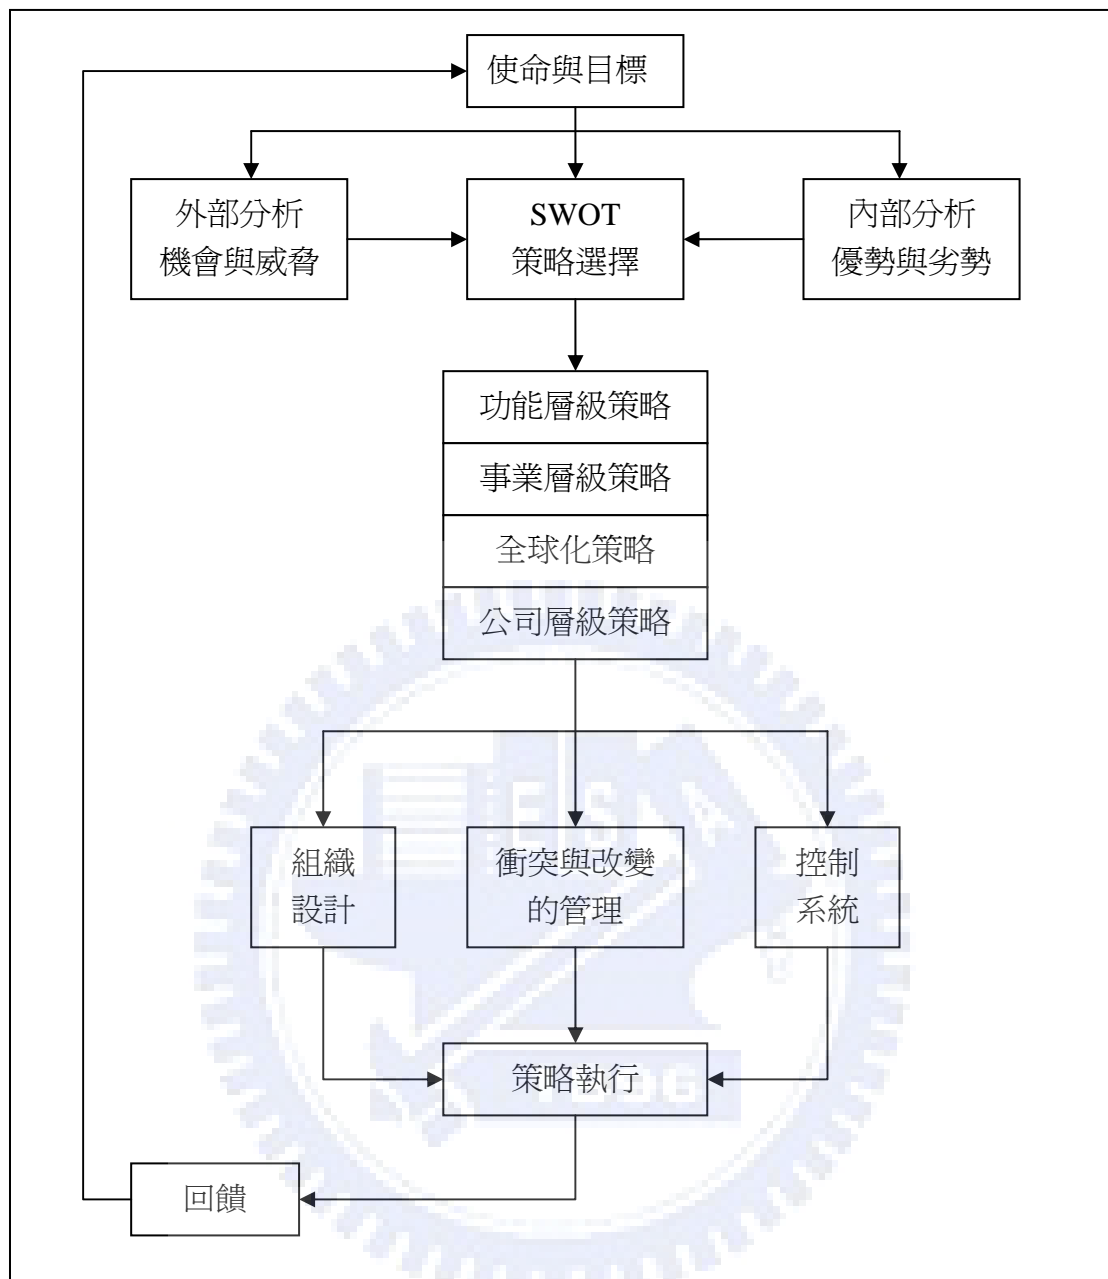 使命與目標
外部分析
機會與威脅
SWOT
策略選擇
內部分析
優勢與劣勢
功能層級策略
事業層級策略
全球化策略
公司層級策略
組織
設計
衝突與改變
的管理
控制
系統
策略執行
回饋